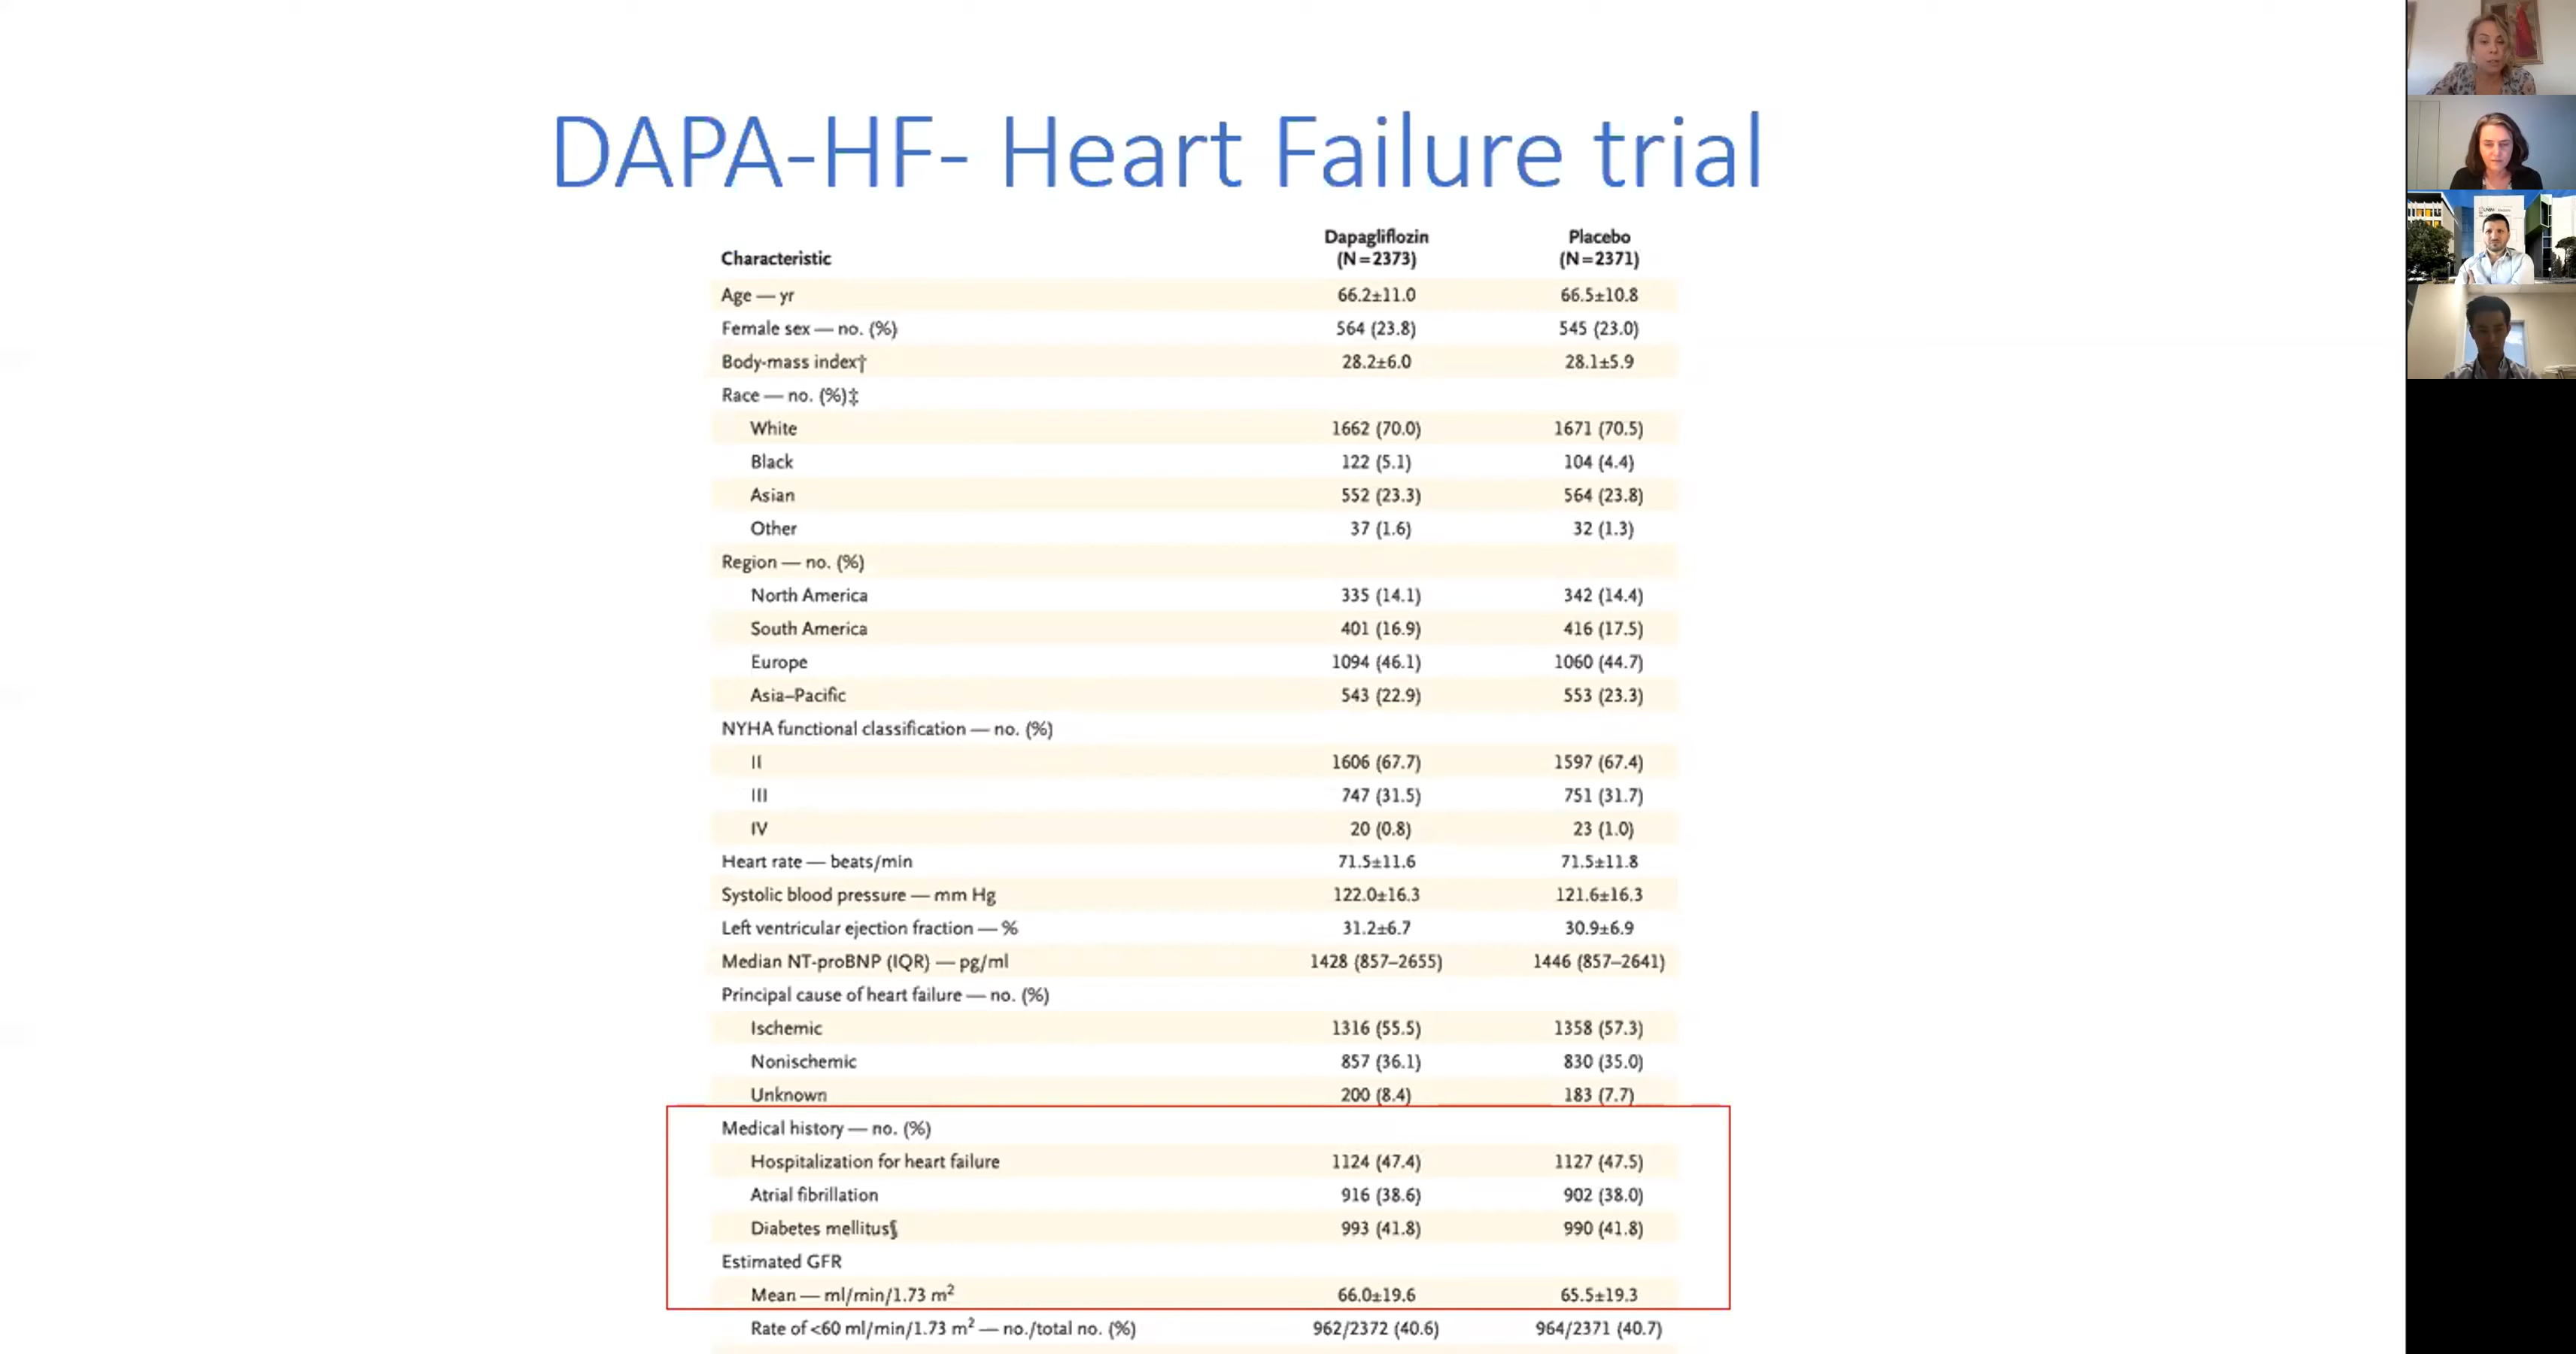 DAPA-HF- Heart Failure trial
Characteristic Dapagliflozin (N=2373) Placebo (N=2371)
Age — yr 66.2±11.0 66.5±10.8
Female sex — no. (%) 564 (23.8) 545 (23.0)
Body-mass index† 28.2±6.0 28.1±5.9
Race — no. (%)‡
White 1662 (70.0) 1671 (70.5)
Black 122 (5.1) 104 (4.4)
Asian 552 (23.3) 564 (23.8)
Other 37 (1.6) 32 (1.3)
Region — no. (%)
North America 335 (14.1) 342 (14.4)
South America 401 (16.9) 416 (17.5)
Europe 1094 (46.1) 1060 (44.7)
Asia–Pacific 543 (22.9) 553 (23.3)
NYHA functional classification — no. (%)
II 1606 (67.7) 1597 (67.4)
III 747 (31.5) 751 (31.7)
IV 20 (0.8) 23 (1.0)
Heart rate — beats/min 71.5±11.6 71.5±11.8
Systolic blood pressure — mm Hg 122.0±16.3 121.6±16.3
Left ventricular ejection fraction — % 31.2±6.7 30.9±6.9
Median NT-proBNP (IQR) — pg/ml 1428 (857–2655) 1446 (857–2641)
Principal cause of heart failure — no. (%)
Ischemic 1316 (55.5) 1358 (57.3)
Nonischemic 857 (36.1) 830 (35.0)
Unknown 200 (8.4) 183 (7.7)
Medical history — no. (%)
Hospitalization for heart failure 1124 (47.4) 1127 (47.5)
Atrial fibrillation 916 (38.6) 902 (38.0)
Diabetes mellitus§ 993 (41.8) 990 (41.8)
Estimated GFR
Mean — ml/min/1.73 m² 66.0±19.6 65.5±19.3
Rate of <60 ml/min/1.73 m² — no./total no. (%) 962/2372 (40.6) 964/2371 (40.7)